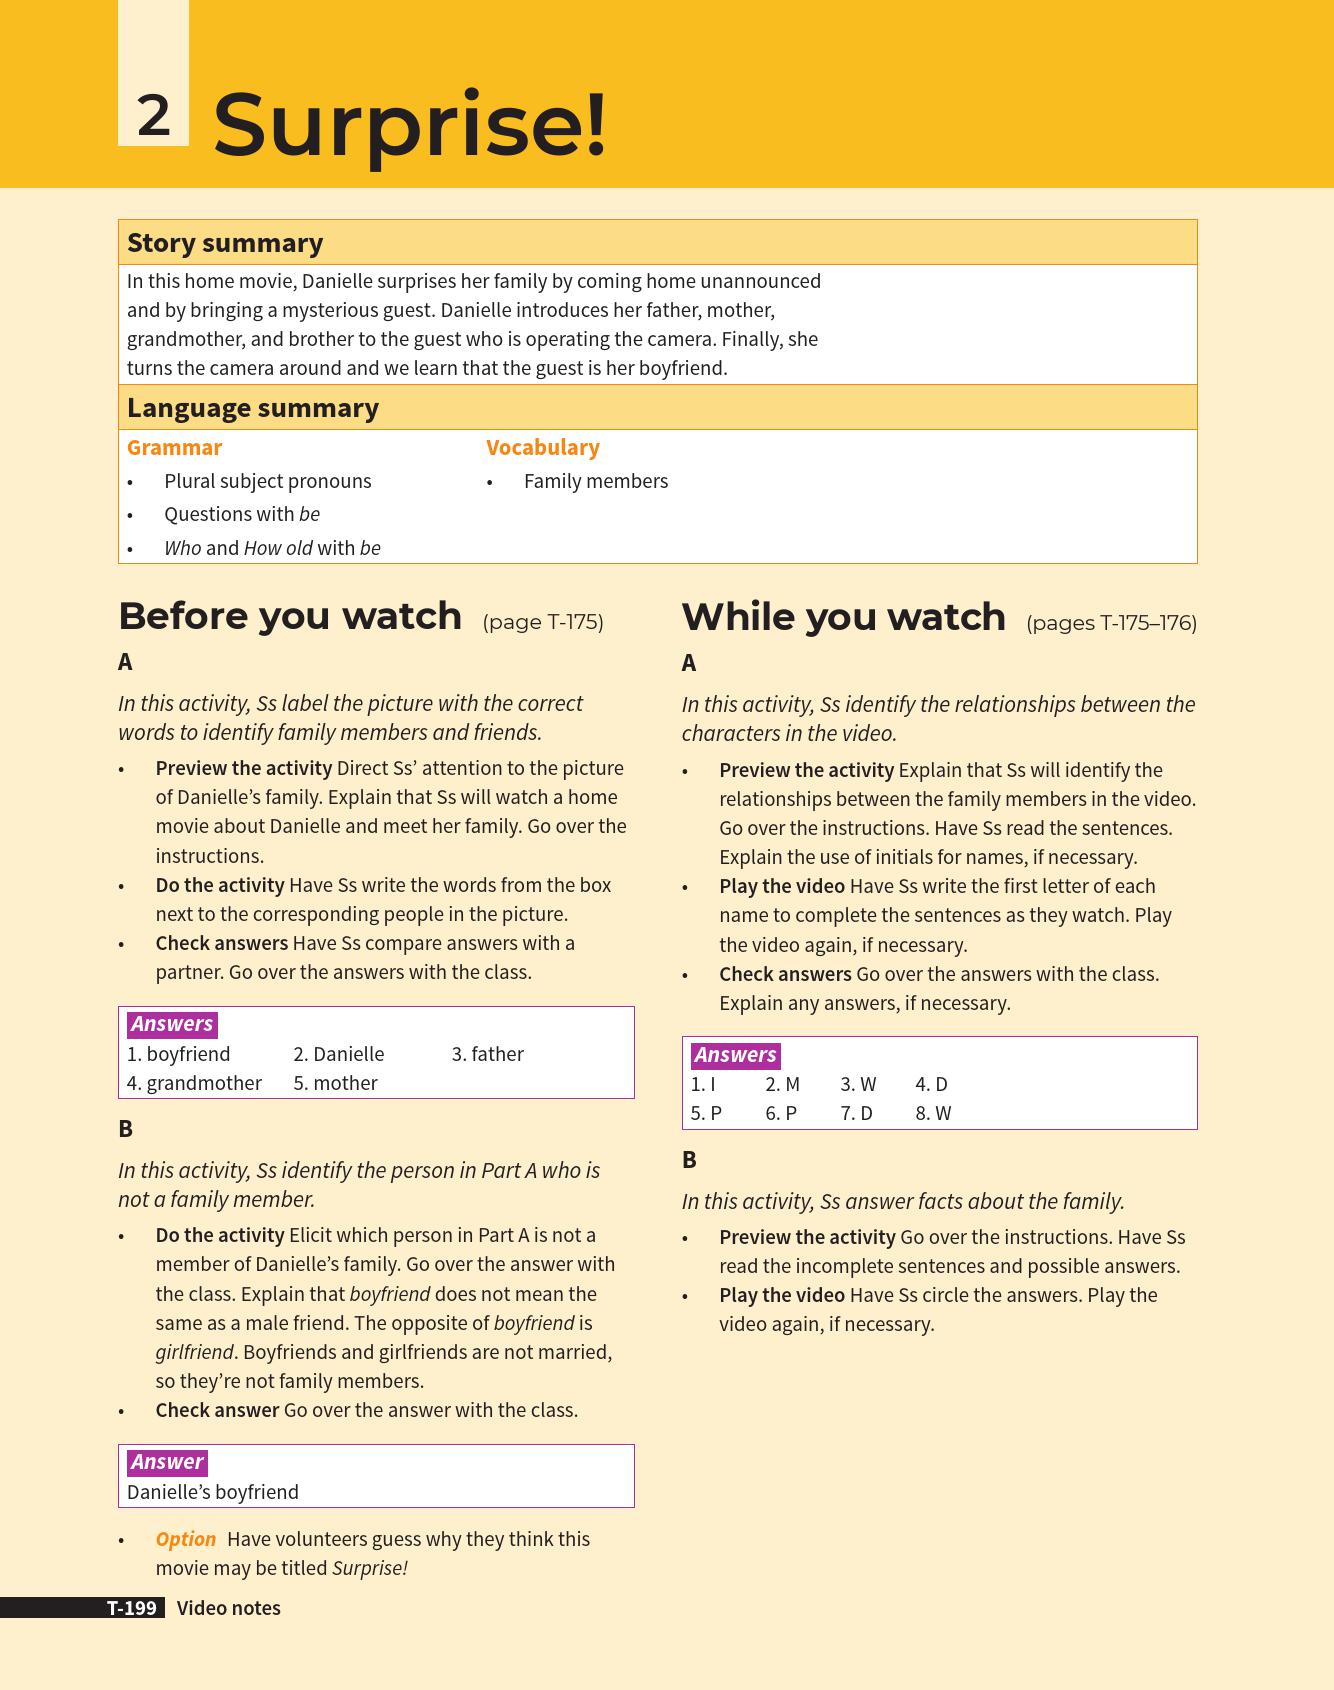 2 Surprise!
Story summary
In this home movie, Danielle surprises her family by coming home unannounced
and by bringing a mysterious guest. Danielle introduces her father, mother,
grandmother, and brother to the guest who is operating the camera. Finally, she
turns the camera around and we learn that the guest is her boyfriend.
Language summary
Grammar
• Plural subject pronouns
• Questions with be
• Who and How old with be
Vocabulary
• Family members
Before you watch (page T-175)
A
In this activity, Ss label the picture with the correct
words to identify family members and friends.
• Preview the activity Direct Ss’ attention to the picture
of Danielle’s family. Explain that Ss will watch a home
movie about Danielle and meet her family. Go over the
instructions.
• Do the activity Have Ss write the words from the box
next to the corresponding people in the picture.
• Check answers Have Ss compare answers with a
partner. Go over the answers with the class.
Answers
1. boyfriend 2. Danielle 3. father
4. grandmother 5. mother
B
In this activity, Ss identify the person in Part A who is
not a family member.
• Do the activity Elicit which person in Part A is not a
member of Danielle’s family. Go over the answer with
the class. Explain that boyfriend does not mean the
same as a male friend. The opposite of boyfriend is
girlfriend. Boyfriends and girlfriends are not married,
so they’re not family members.
• Check answer Go over the answer with the class.
Answer
Danielle’s boyfriend
• Option Have volunteers guess why they think this
movie may be titled Surprise!
While you watch (pages T-175–176)
A
In this activity, Ss identify the relationships between the
characters in the video.
• Preview the activity Explain that Ss will identify the
relationships between the family members in the video.
Go over the instructions. Have Ss read the sentences.
Explain the use of initials for names, if necessary.
• Play the video Have Ss write the first letter of each
name to complete the sentences as they watch. Play
the video again, if necessary.
• Check answers Go over the answers with the class.
Explain any answers, if necessary.
Answers
1. I 2. M 3. W 4. D
5. P 6. P 7. D 8. W
B
In this activity, Ss answer facts about the family.
• Preview the activity Go over the instructions. Have Ss
read the incomplete sentences and possible answers.
• Play the video Have Ss circle the answers. Play the
video again, if necessary.
T-199 Video notes